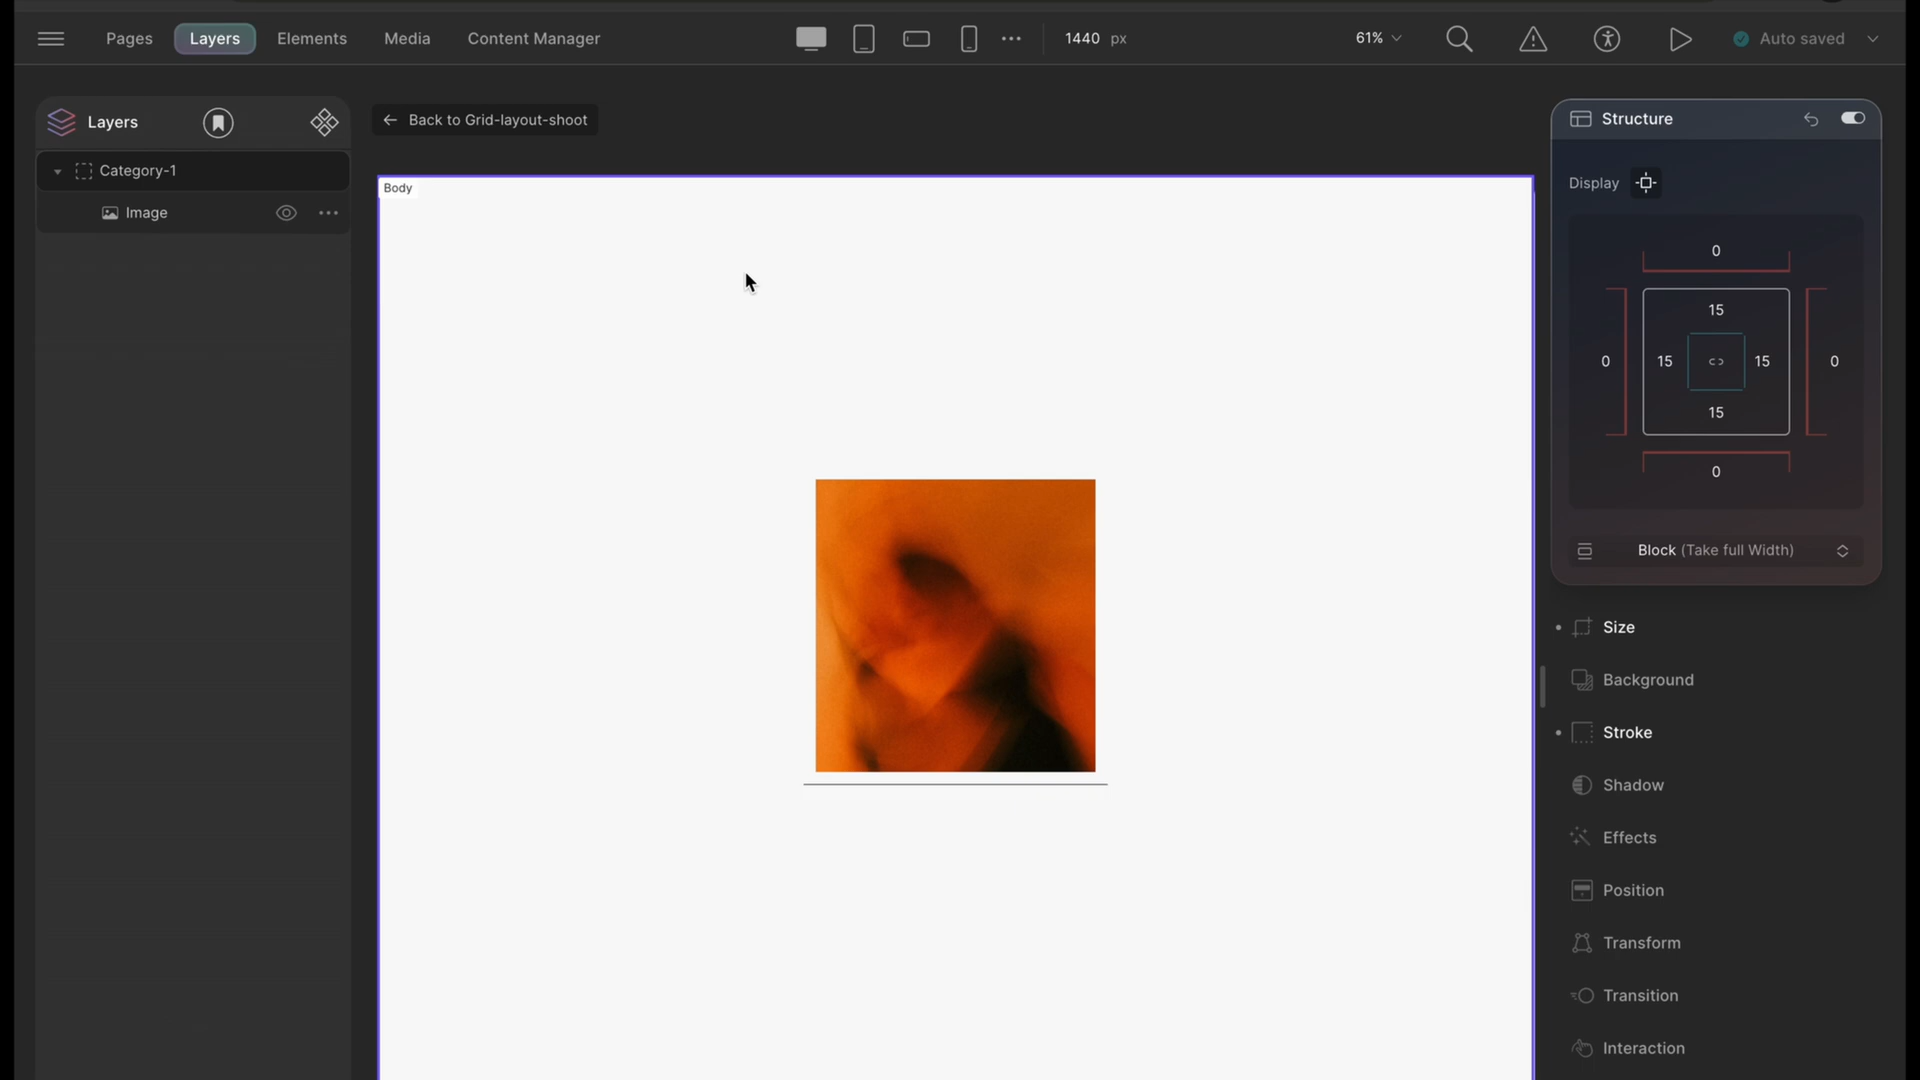 Pages Layers Elements Media Content Manager 1440 px 61% Auto saved
Layers
Category-1
Image
Back to Grid-layout-shoot
Body
Structure
Display
0
15
0 15 15 0
15
0
Block (Take full Width)
Size
Background
Stroke
Shadow
Effects
Position
Transform
Transition
Interaction